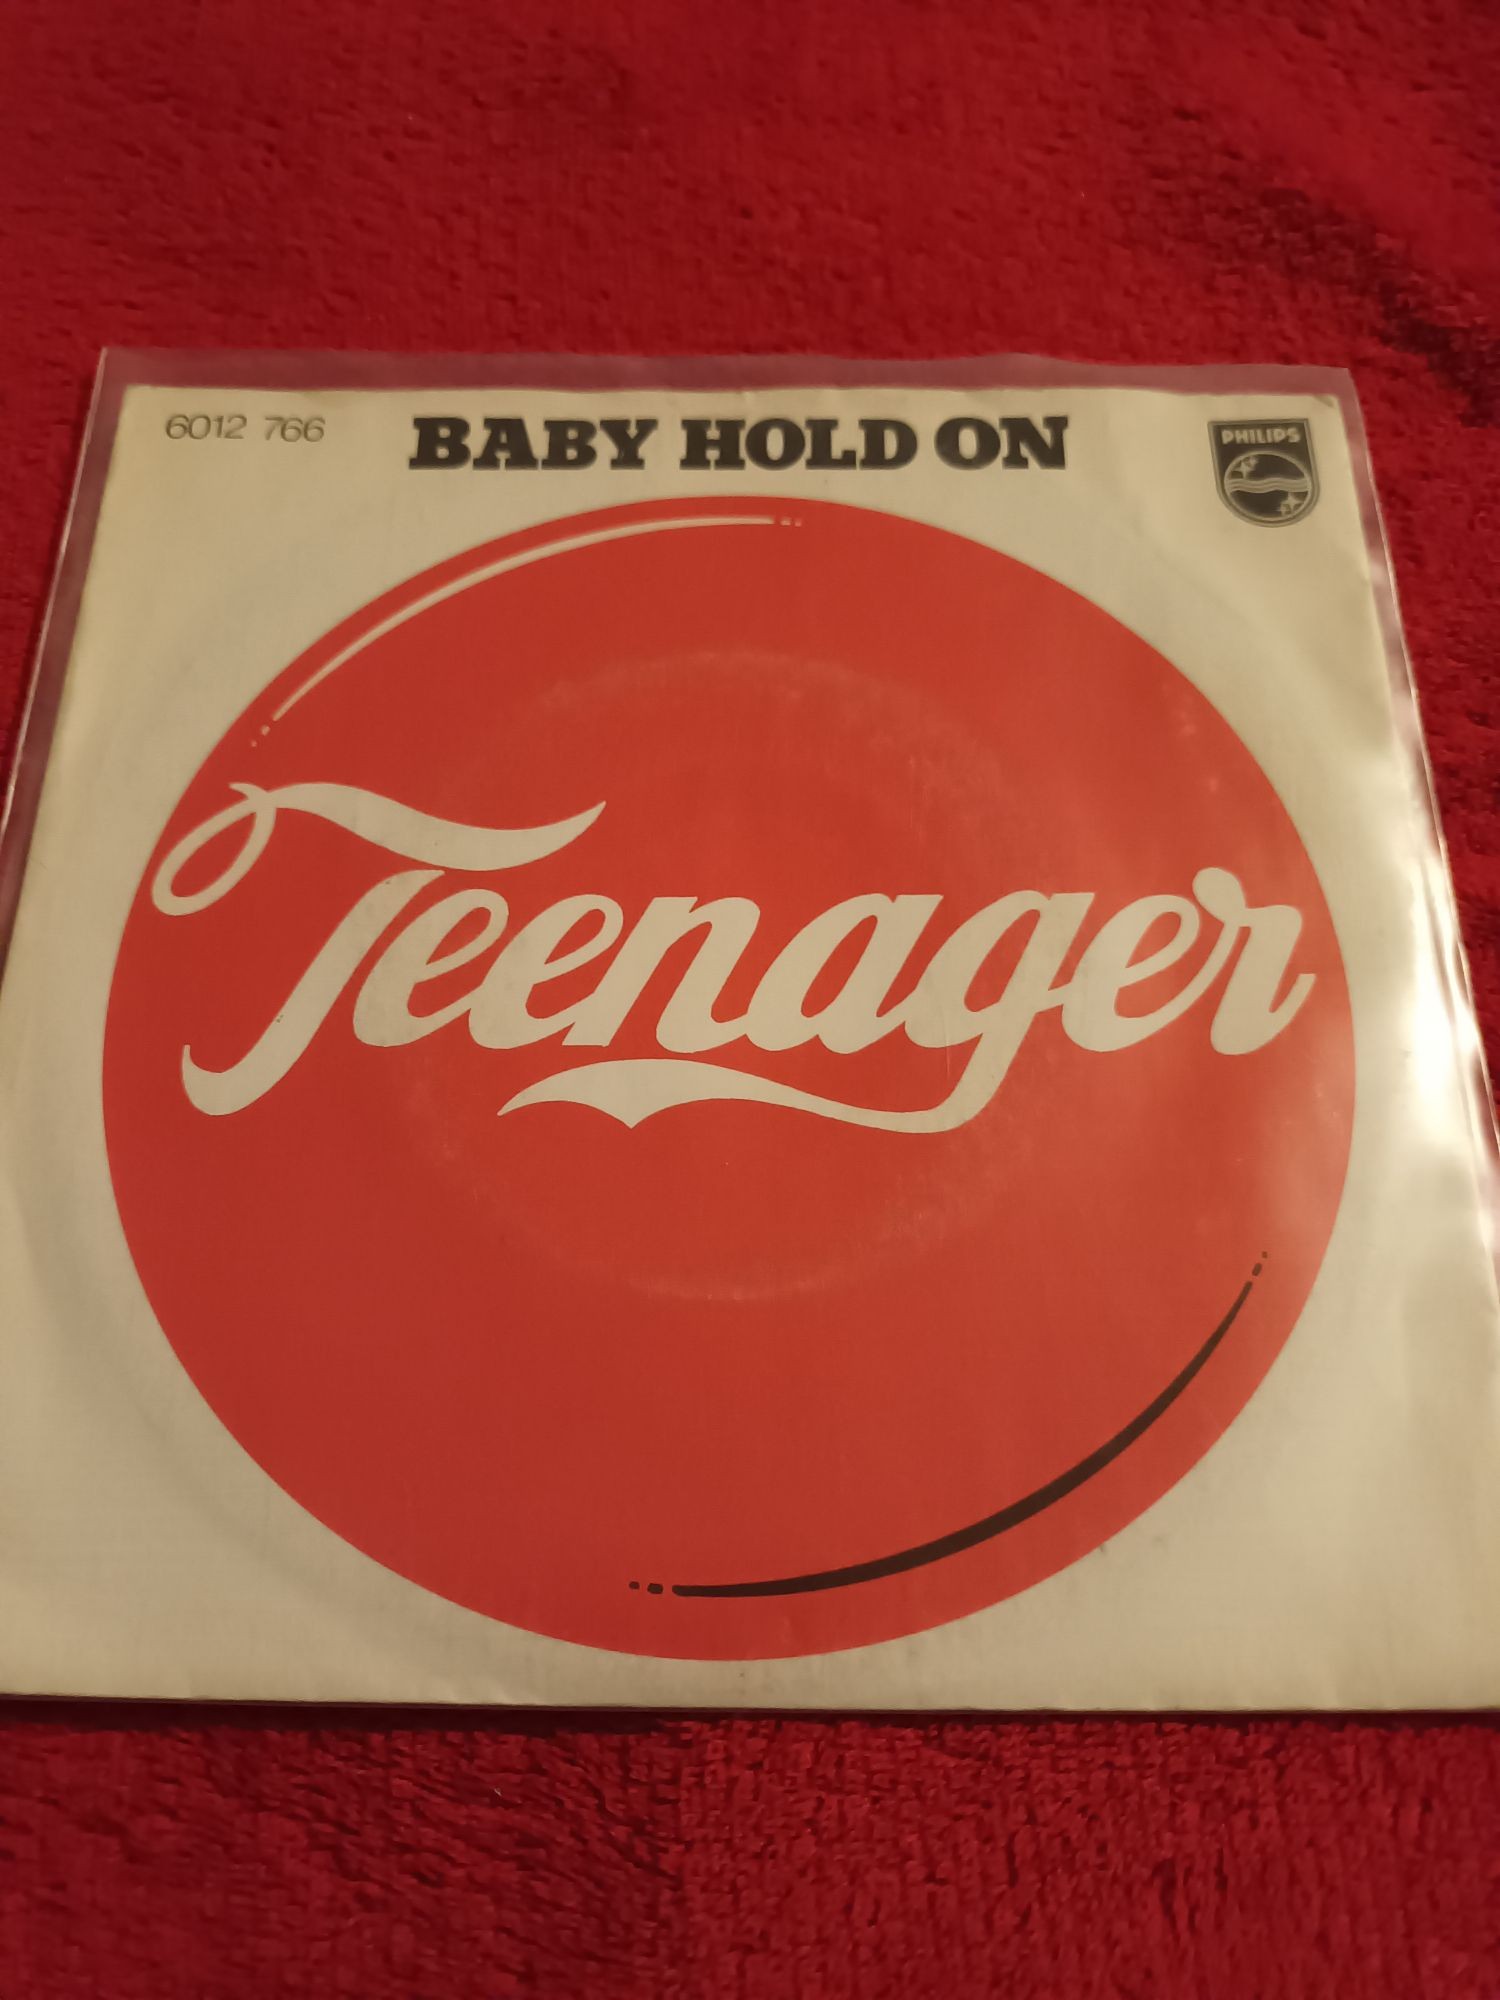 6012 766
BABY HOLD ON
PHILIPS
Teenager